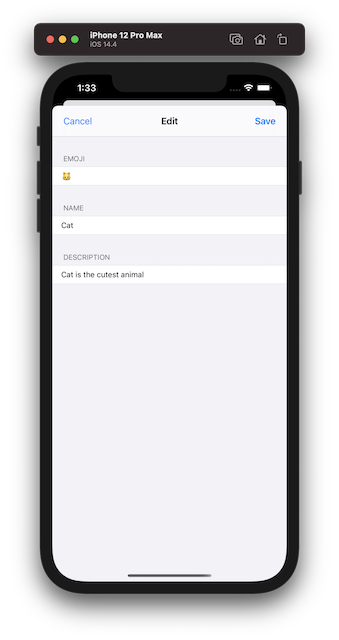 iPhone 12 Pro Max
iOS 14.4
1:33
Cancel
Edit
Save
EMOJI
🐱
NAME
Cat
DESCRIPTION
Cat is the cutest animal